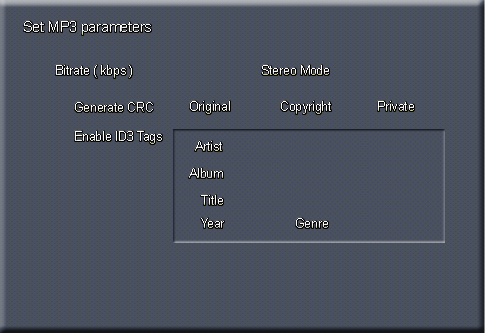 Set MP3 parameters
Bitrate ( kbps ) Stereo Mode
Generate CRC Original Copyright Private
Enable ID3 Tags
Artist
Album
Title
Year Genre